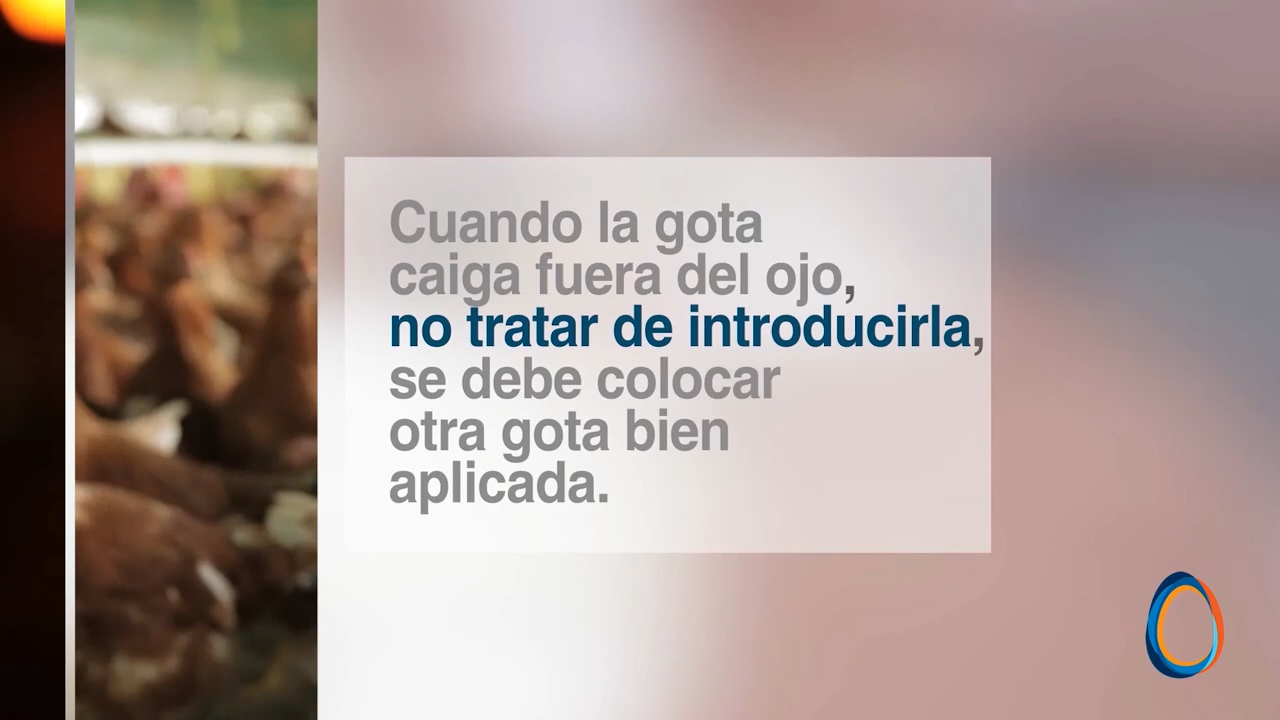 Cuando la gota
caiga fuera del ojo,
no tratar de introducirla,
se debe colocar
otra gota bien
aplicada.